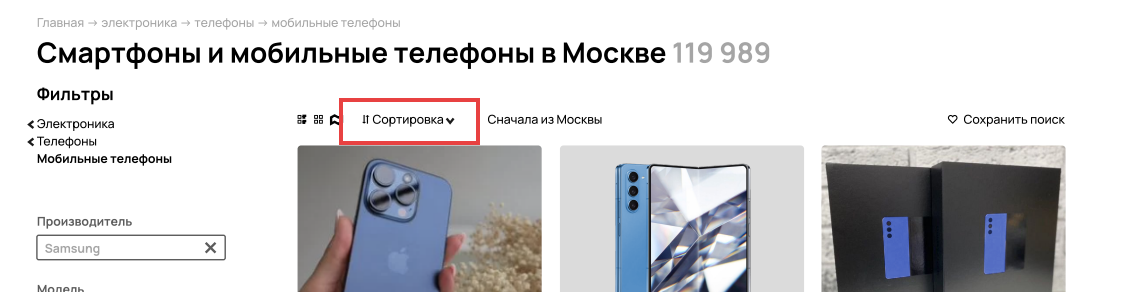 Главная → электроника → телефоны → мобильные телефоны
Смартфоны и мобильные телефоны в Москве 119 989
Фильтры
Электроника
Телефоны
Мобильные телефоны
Сортировка
Сначала из Москвы
Сохранить поиск
Производитель
Samsung
Модель